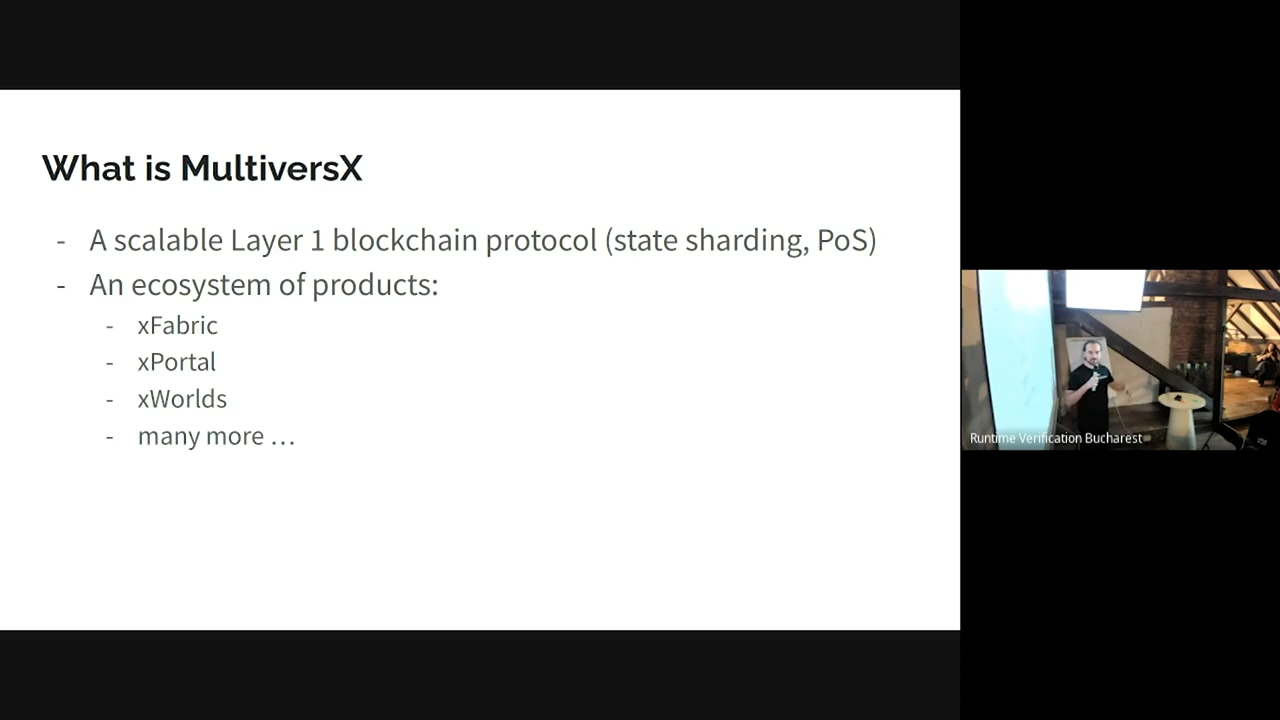 What is MultiversX
- A scalable Layer 1 blockchain protocol (state sharding, PoS)
- An ecosystem of products:
- xFabric
- xPortal
- xWorlds
- many more …
Runtime Verification Bucharest